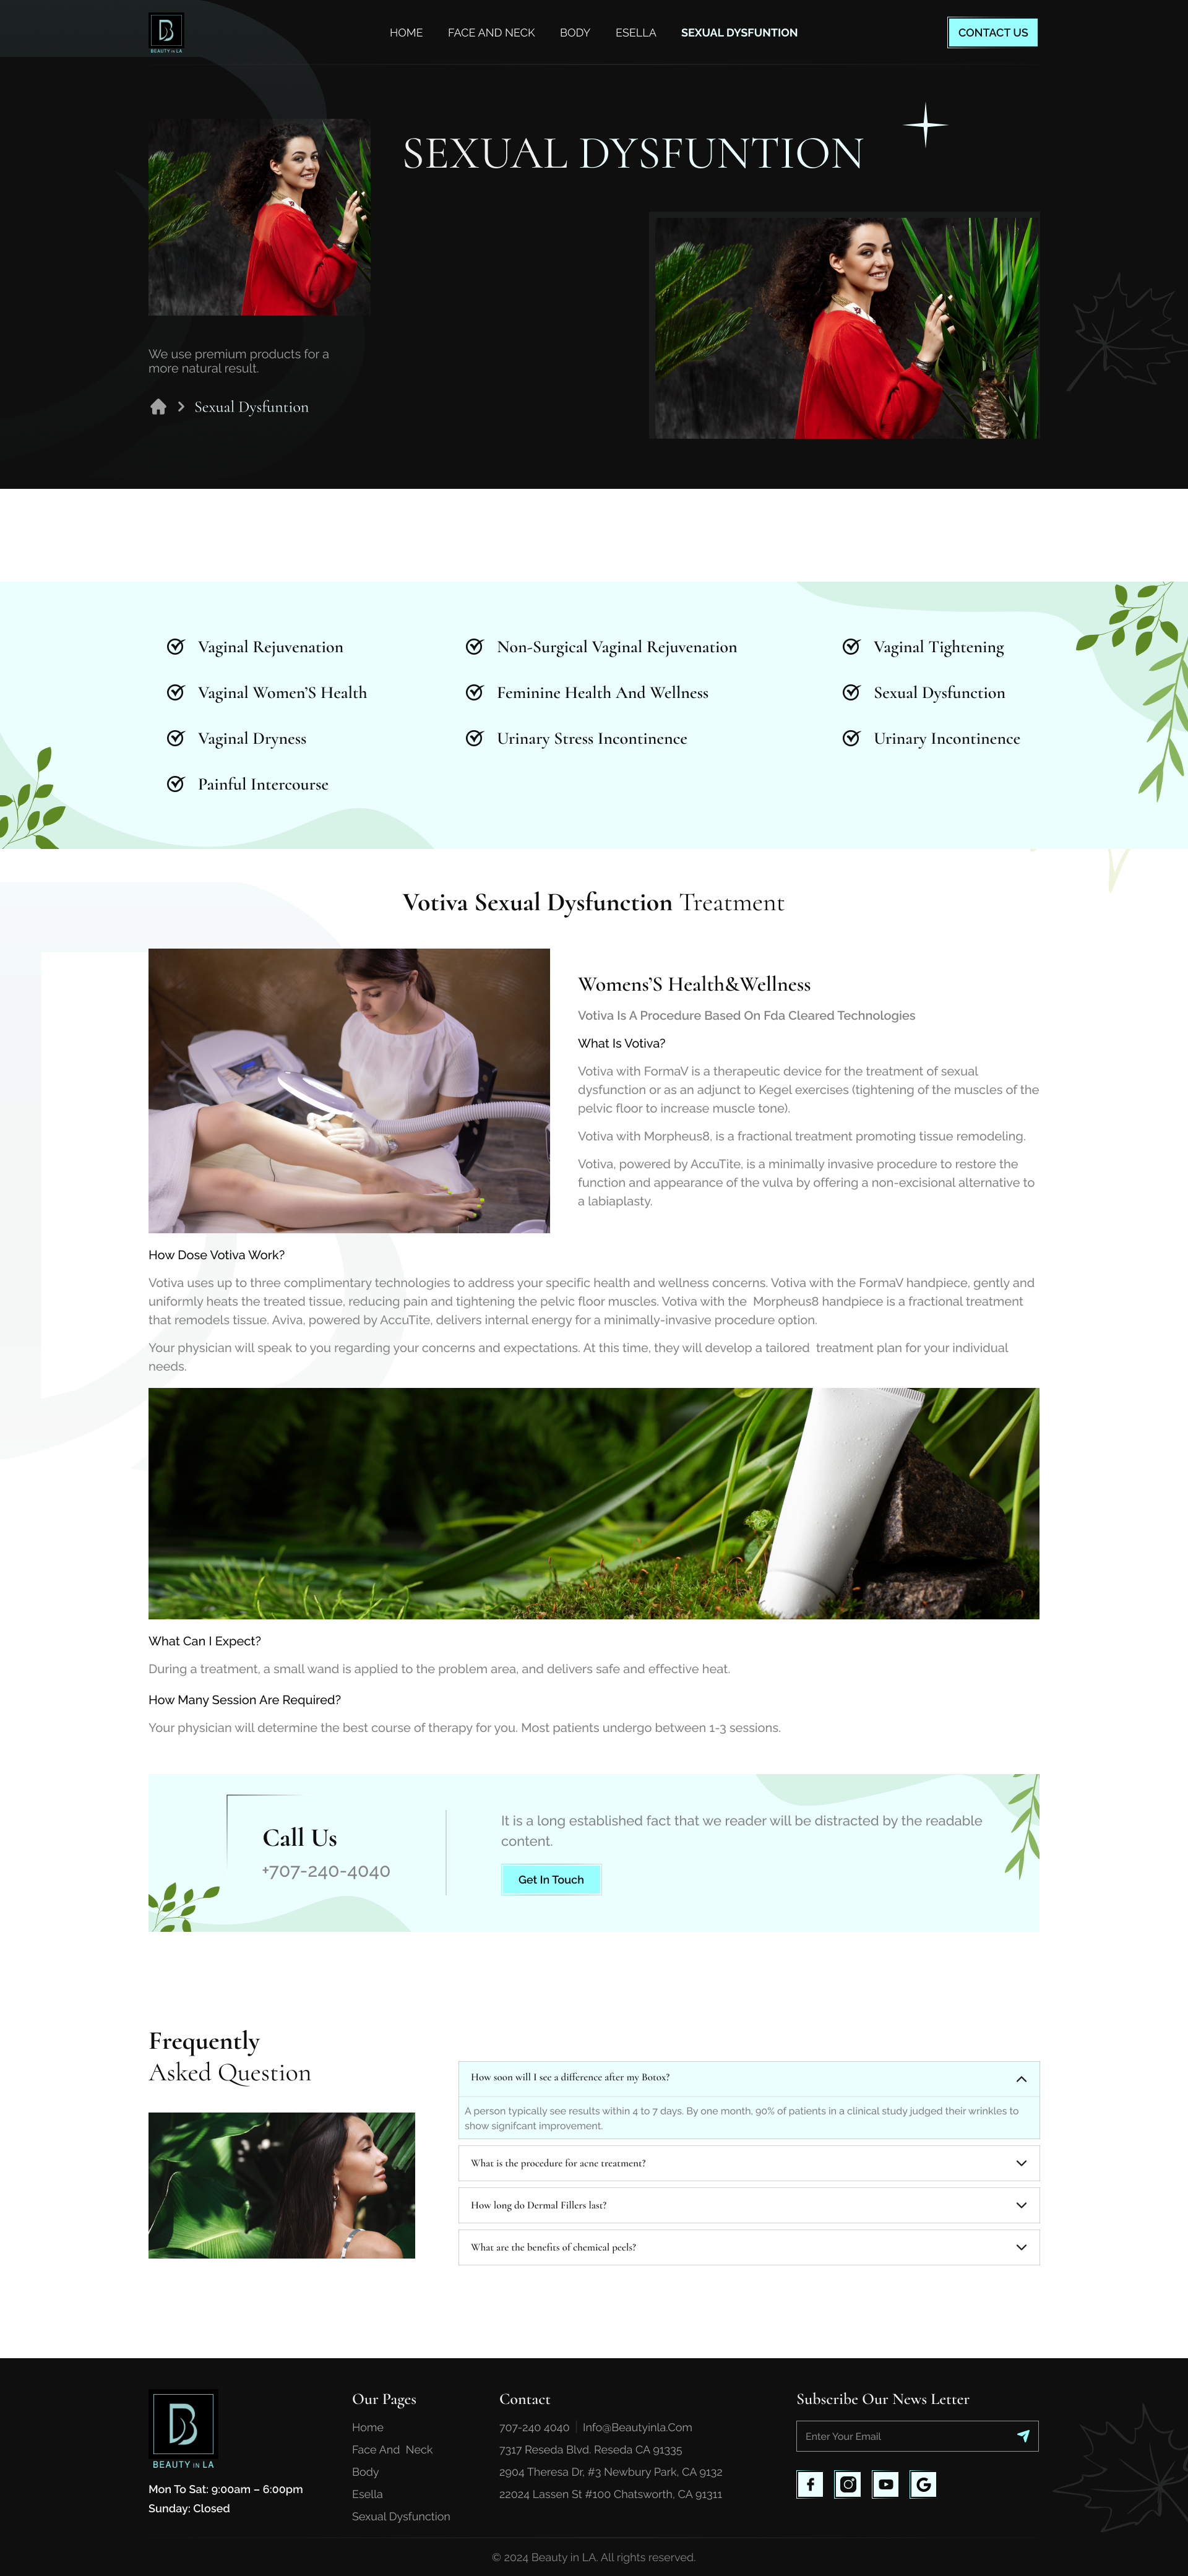 BEAUTY IN LA
HOME FACE AND NECK BODY ESELLA SEXUAL DYSFUNTION
CONTACT US
SEXUAL DYSFUNTION
We use premium products for a
more natural result.
Sexual Dysfuntion
Vaginal Rejuvenation Non-Surgical Vaginal Rejuvenation Vaginal Tightening
Vaginal Women'S Health Feminine Health And Wellness Sexual Dysfunction
Vaginal Dryness Urinary Stress Incontinence Urinary Incontinence
Painful Intercourse
Votiva Sexual Dysfunction Treatment
Womens'S Health&Wellness
Votiva Is A Procedure Based On Fda Cleared Technologies
What Is Votiva?
Votiva with FormaV is a therapeutic device for the treatment of sexual
dysfunction or as an adjunct to Kegel exercises (tightening of the muscles of the
pelvic floor to increase muscle tone).
Votiva with Morpheus8, is a fractional treatment promoting tissue remodeling.
Votiva, powered by AccuTite, is a minimally invasive procedure to restore the
function and appearance of the vulva by offering a non-excisional alternative to
a labiaplasty.
How Dose Votiva Work?
Votiva uses up to three complimentary technologies to address your specific health and wellness concerns. Votiva with the FormaV handpiece, gently and
uniformly heats the treated tissue, reducing pain and tightening the pelvic floor muscles. Votiva with the Morpheus8 handpiece is a fractional treatment
that remodels tissue. Aviva, powered by AccuTite, delivers internal energy for a minimally-invasive procedure option.
Your physician will speak to you regarding your concerns and expectations. At this time, they will develop a tailored treatment plan for your individual
needs.
What Can I Expect?
During a treatment, a small wand is applied to the problem area, and delivers safe and effective heat.
How Many Session Are Required?
Your physician will determine the best course of therapy for you. Most patients undergo between 1-3 sessions.
Call Us
+707-240-4040
It is a long established fact that we reader will be distracted by the readable
content.
Get In Touch
Frequently
Asked Question
How soon will I see a difference after my Botox?
A person typically see results within 4 to 7 days. By one month, 90% of patients in a clinical study judged their wrinkles to
show signifcant improvement.
What is the procedure for acne treatment?
How long do Dermal Fillers last?
What are the benefits of chemical peels?
BEAUTY IN LA
Mon To Sat: 9:00am – 6:00pm
Sunday: Closed
Our Pages
Home
Face And Neck
Body
Esella
Sexual Dysfunction
Contact
707-240 4040 | Info@Beautyinla.Com
7317 Reseda Blvd. Reseda CA 91335
2904 Theresa Dr, #3 Newbury Park, CA 9132
22024 Lassen St #100 Chatsworth, CA 91311
Subscribe Our News Letter
Enter Your Email
© 2024 Beauty in LA. All rights reserved.